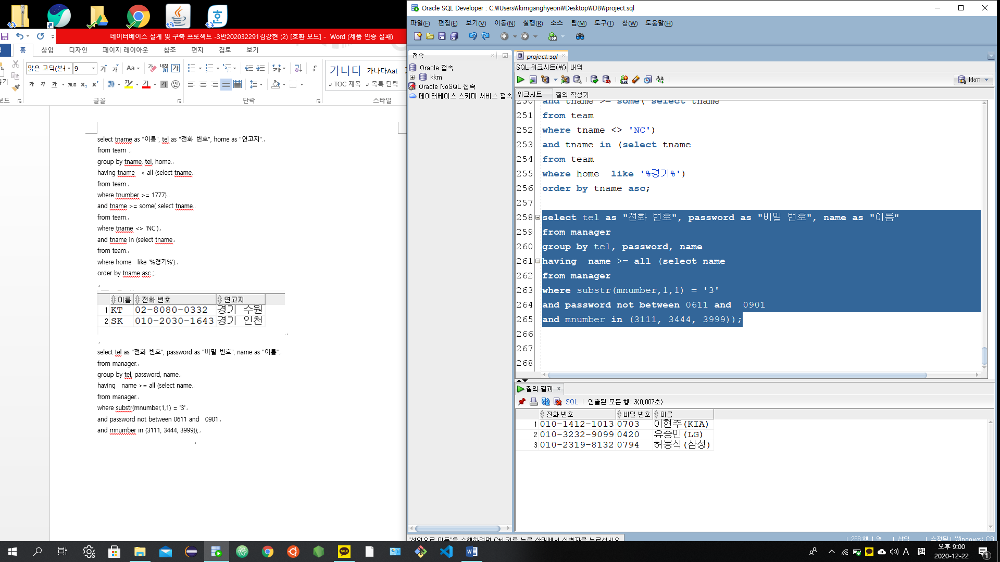 데이터베이스 설계 및 구축 프로젝트 -3반202032291김강현 (2) [호환 모드] - Word (제품 인증 실패)
홈 삽입 디자인 페이지 레이아웃 참조 편지 검토 보기
맑은 고딕(본문 9 가 가 Aa 내천 가
가나디 가나다AaE
가 가 가 abc x₂ x² 가 가 가
TOC 제목 목록 단락
글꼴 단락 스타일
select tname as "이름", tel as "전화 번호", home as "연고지"
from team
group by tname, tel, home
having tname < all (select tname
from team
where tnumber >= 1777)
and tname >= some( select tname
from team
where tname <> 'NC')
and tname in (select tname
from team
where home like '%경기%')
order by tname asc ;
이름 전화 번호 연고지
1 KT 02-8080-0332 경기 수원
2 SK 010-2030-1643 경기 인천
select tel as "전화 번호", password as "비밀 번호", name as "이름"
from manager
group by tel, password, name
having name >= all (select name
from manager
where substr(mnumber,1,1) = '3'
and password not between 0611 and 0901
and mnumber in (3111, 3444, 3999));
Oracle SQL Developer : C:₩Users₩kimganghyeon₩Desktop₩DB₩project.sql
파일(F) 편집(E) 보기(V) 이동(N) 실행(R) 소스 팀(M) 도구(T) 창(W) 도움말(H)
접속
Oracle 접속
kkm
Oracle NoSQL 접속
데이터베이스 스키마 서비스 접속
project.sql
SQL 워크시트(W) 내역
kkm
워크시트 질의 작성기
250 and tname >= some( select tname
251 from team
252 where tname <> 'NC')
253 and tname in (select tname
254 from team
255 where home like '%경기%')
256 order by tname asc;
257
258 select tel as "전화 번호", password as "비밀 번호", name as "이름"
259 from manager
260 group by tel, password, name
261 having name >= all (select name
262 from manager
263 where substr(mnumber,1,1) = '3'
264 and password not between 0611 and 0901
265 and mnumber in (3111, 3444, 3999));
266
267
268
질의 결과
SQL 인출된 모든 행: 3(0,007초)
전화 번호 비밀 번호 이름
1 010-1412-1013 0703 이현주(KIA)
2 010-3232-9099 0420 유승민(LG)
3 010-2319-8132 0794 허봉식(삼성)
"선언으로 이동"을 수행하려면 Ctrl 키를 누른 상태에서 식별자를 누르십시오
258 행 1 열 삽입 수정됨 Windows: CR
TALK
A 한 오후 9:00
2020-12-22
1